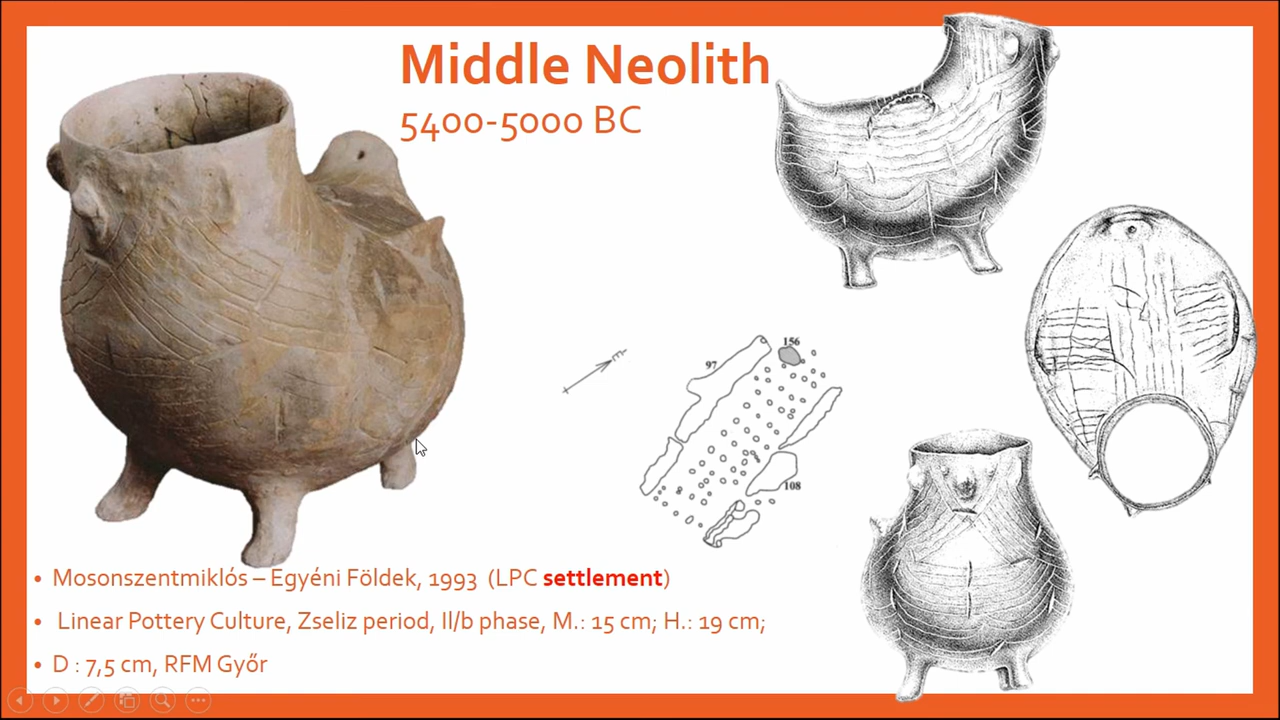 Middle Neolith
5400-5000 BC
97
156
108
• Mosonszentmiklós – Egyéni Földek, 1993 (LPC settlement)
• Linear Pottery Culture, Zseliz period, II/b phase, M.: 15 cm; H.: 19 cm;
• D : 7,5 cm, RFM Győr